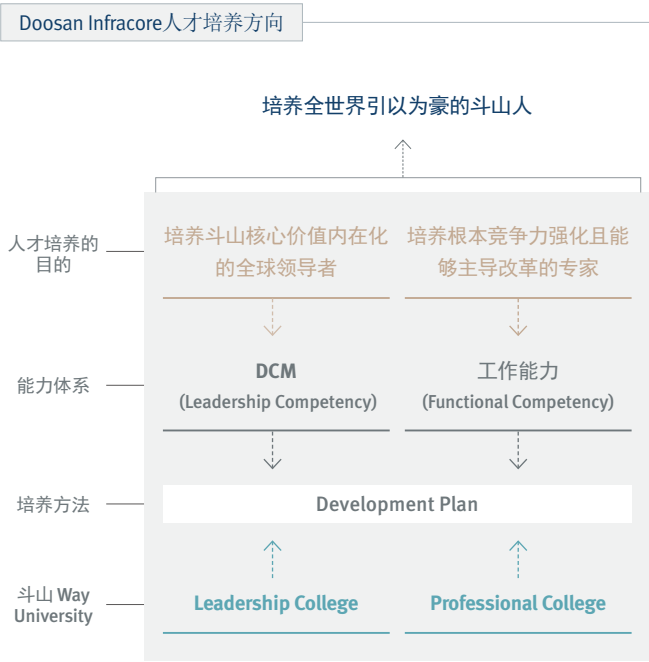 Doosan Infracore人才培养方向
培养全世界引以为豪的斗山人
人才培养的
目的
培养斗山核心价值内在化
的全球领导者
培养根本竞争力强化且能
够主导改革的专家
能力体系
DCM
(Leadership Competency)
工作能力
(Functional Competency)
培养方法
Development Plan
斗山 Way
University
Leadership College
Professional College